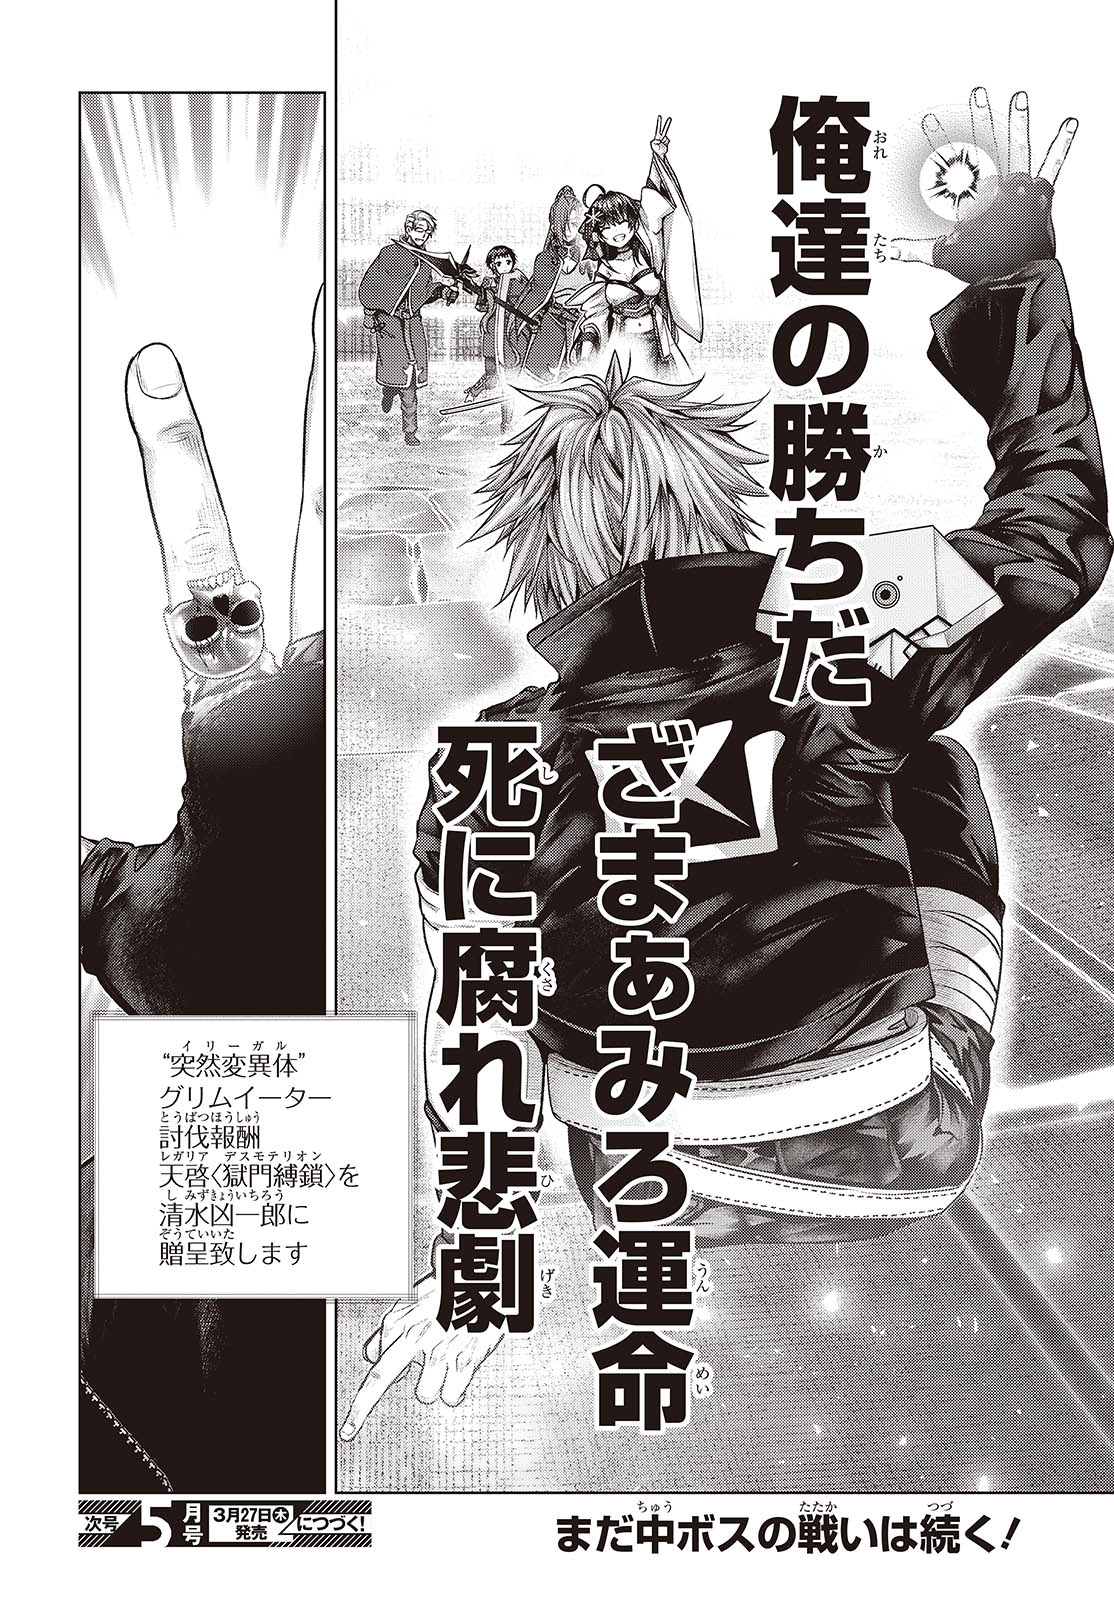 俺達の勝ちだ
ざまぁみろ運命
死に腐れ悲劇
“突然変異体”
グリムイーター
討伐報酬
天啓〈獄門縛鎖〉を
清水凶一郎に
贈呈致します
まだ中ボスの戦いは続く!
次号5月号3月27日木発売につづく!